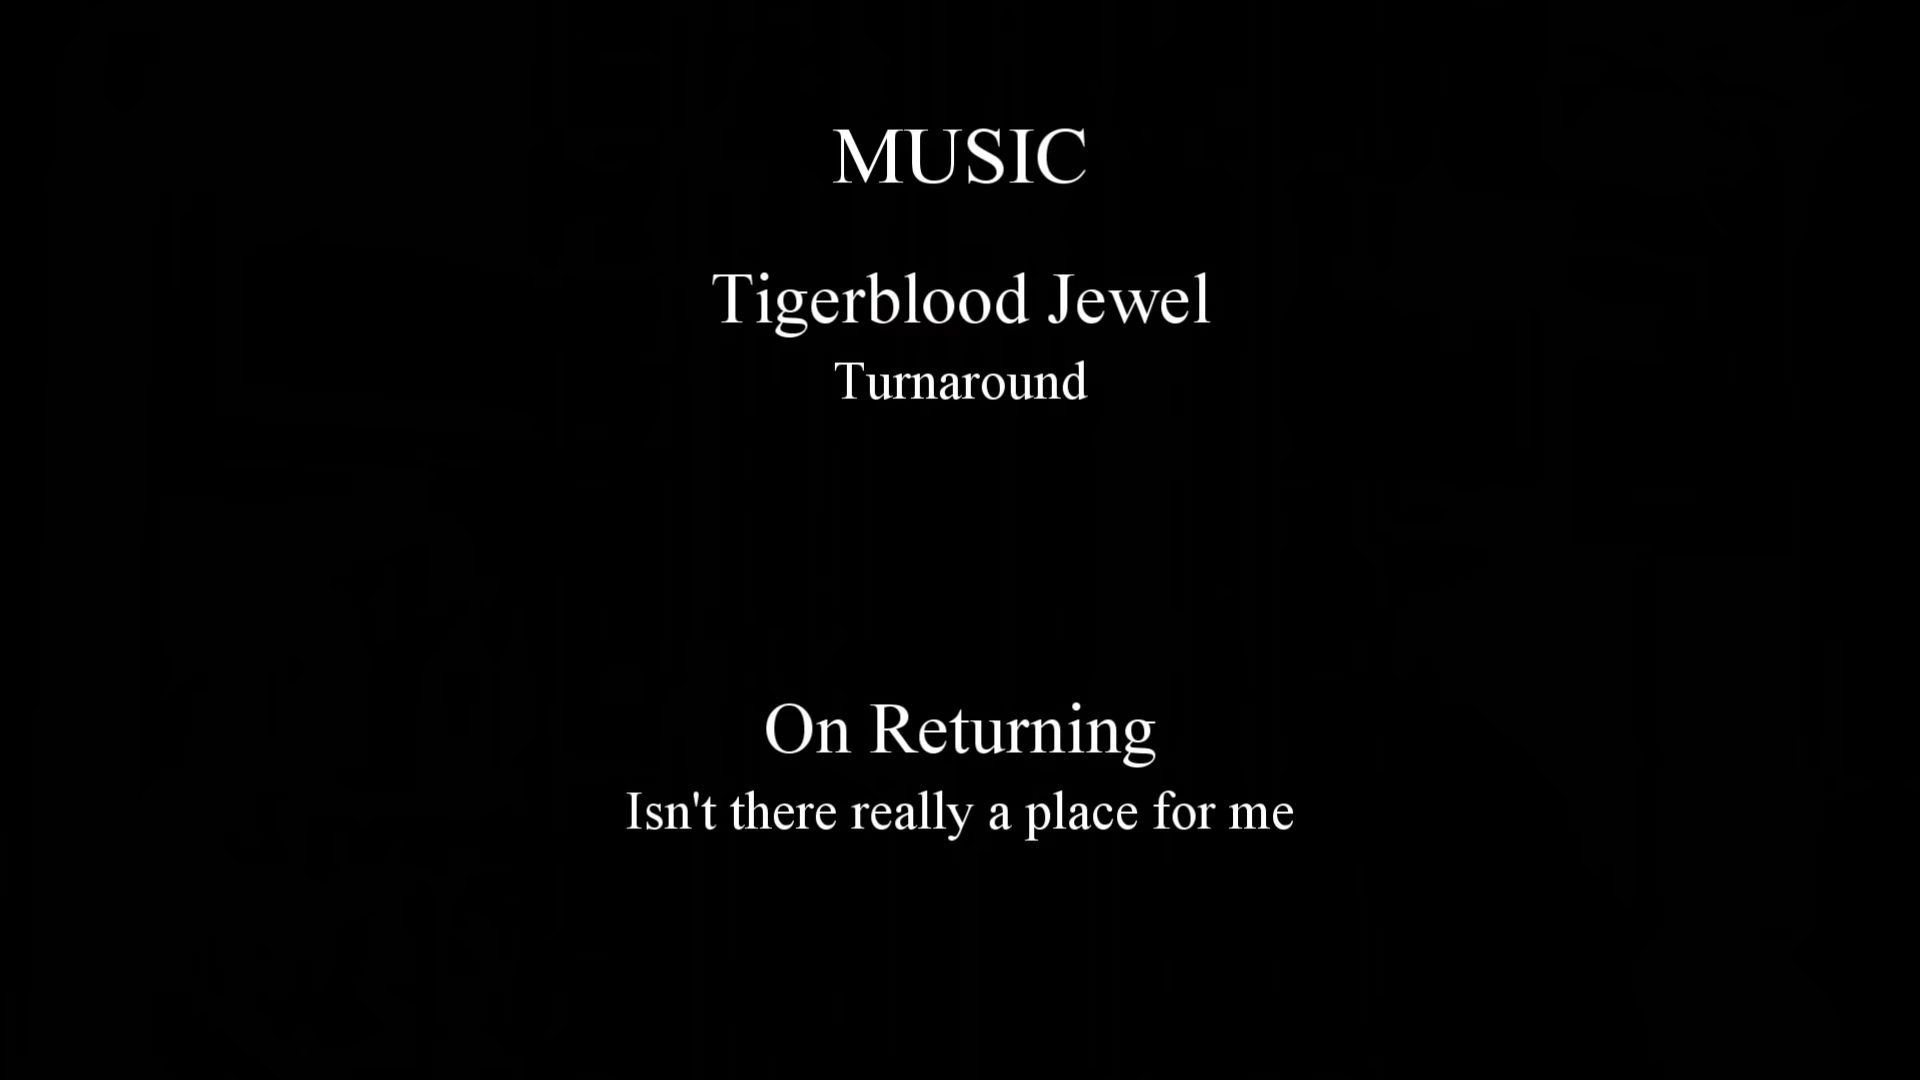 MUSIC
Tigerblood Jewel
Turnaround
On Returning
Isn't there really a place for me